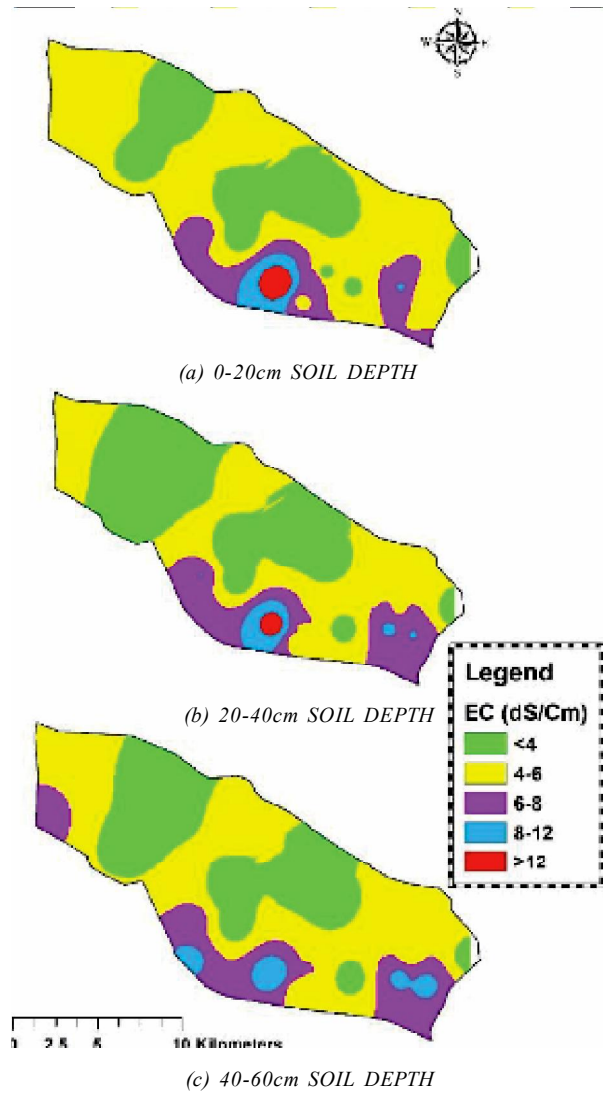 N
W E
S
(a) 0-20cm SOIL DEPTH
(b) 20-40cm SOIL DEPTH
Legend
EC (dS/Cm)
<4
4-6
6-8
8-12
>12
0 2.5 5 10 Kilometers
(c) 40-60cm SOIL DEPTH